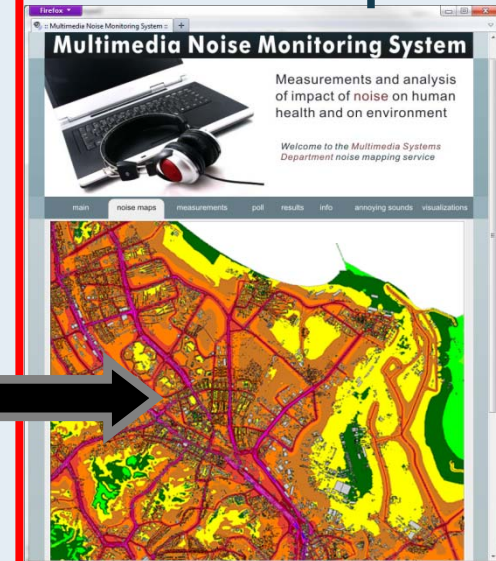 Firefox
:: Multimedia Noise Monitoring System ::
Multimedia Noise Monitoring System
Measurements and analysis
of impact of noise on human
health and on environment
Welcome to the Multimedia Systems
Department noise mapping service
main noise maps measurements poll results info annoying sounds visualizations